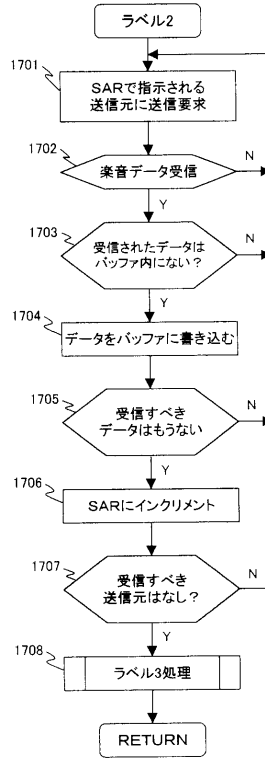 ラベル2
1701
SARで指示される
送信元に送信要求
1702
楽音データ受信
N
Y
1703
受信されたデータは
バッファ内にない?
N
Y
1704
データをバッファに書き込む
1705
受信すべき
データはもうない
N
Y
1706
SARにインクリメント
1707
受信すべき
送信元はなし?
N
Y
1708
ラベル3処理
RETURN